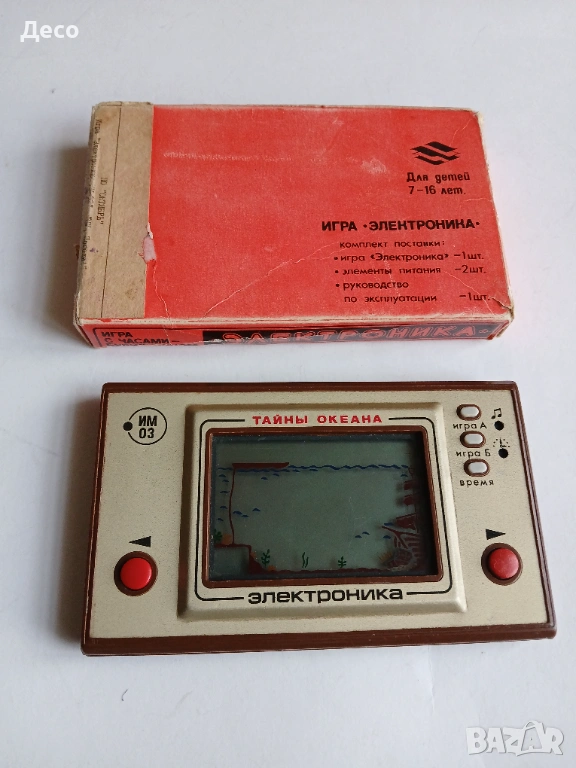 Деco
Для детей
7-16 лет.
ИГРА •ЭЛЕКТРОНИКА•
комплект поставки:
• игра «Электроника» -1шт.
• элементы питания -2шт.
• руководство
по эксплуатации -1шт.
ИГРА
С ЧАСАМИ-
ЭЛЕКТРОНИКА
ИМ
03
ТАЙНЫ ОКЕАНА
игра А
игра Б
время
электроника
BAZAR